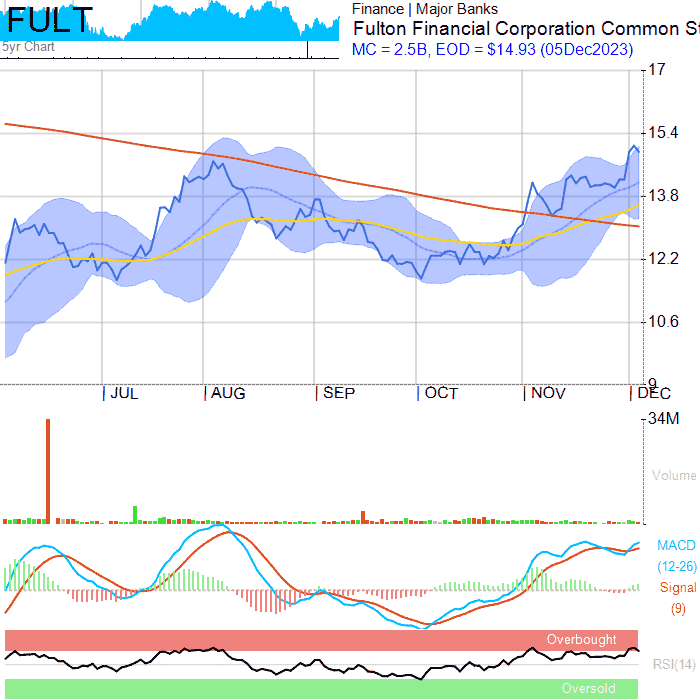 FULT
5yr Chart
Finance | Major Banks
Fulton Financial Corporation Common St
MC = 2.5B, EOD = $14.93 (05Dec2023)
17
15.4
13.8
12.2
10.6
9
JUL AUG SEP OCT NOV DEC
34M
Volume
MACD
(12-26)
Signal
(9)
Overbought
RSI(14)
Oversold